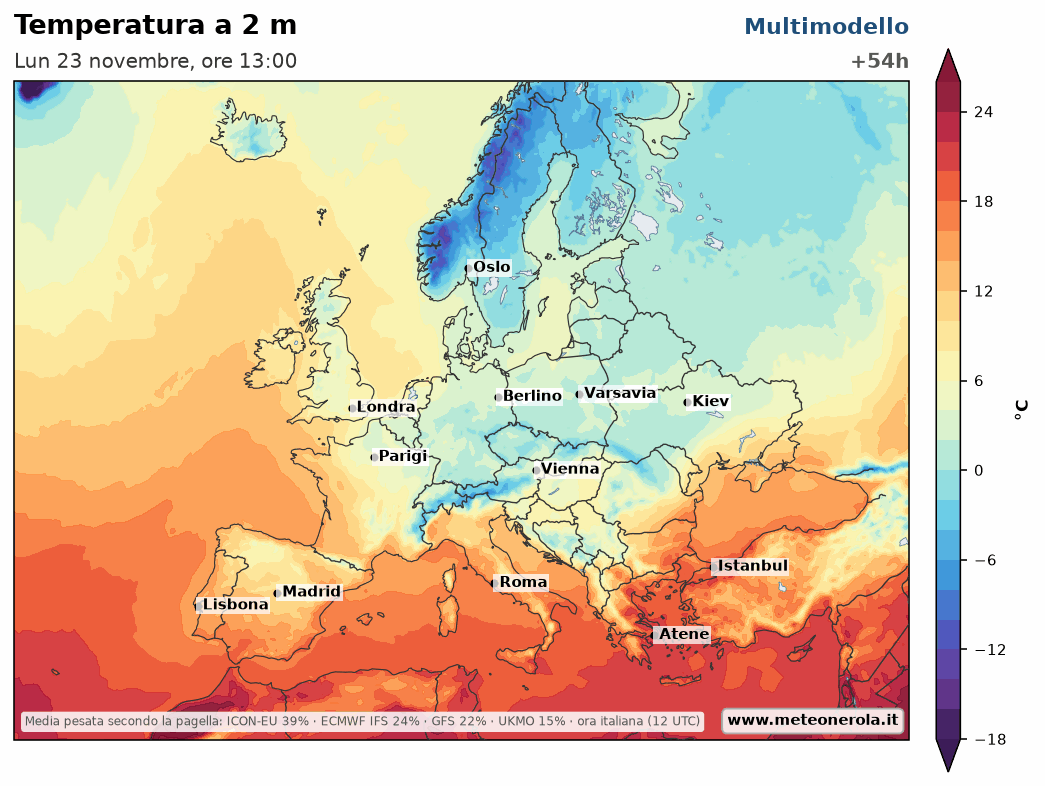 Temperatura a 2 m
Multimodello
Lun 23 novembre, ore 13:00
+54h
24
18
12
6
0
−6
−12
−18
°C
Oslo
Londra
Berlino
Varsavia
Kiev
Parigi
Vienna
Istanbul
Roma
Madrid
Lisbona
Atene
Media pesata secondo la pagella: ICON-EU 39% · ECMWF IFS 24% · GFS 22% · UKMO 15% · ora italiana (12 UTC)
www.meteonerola.it